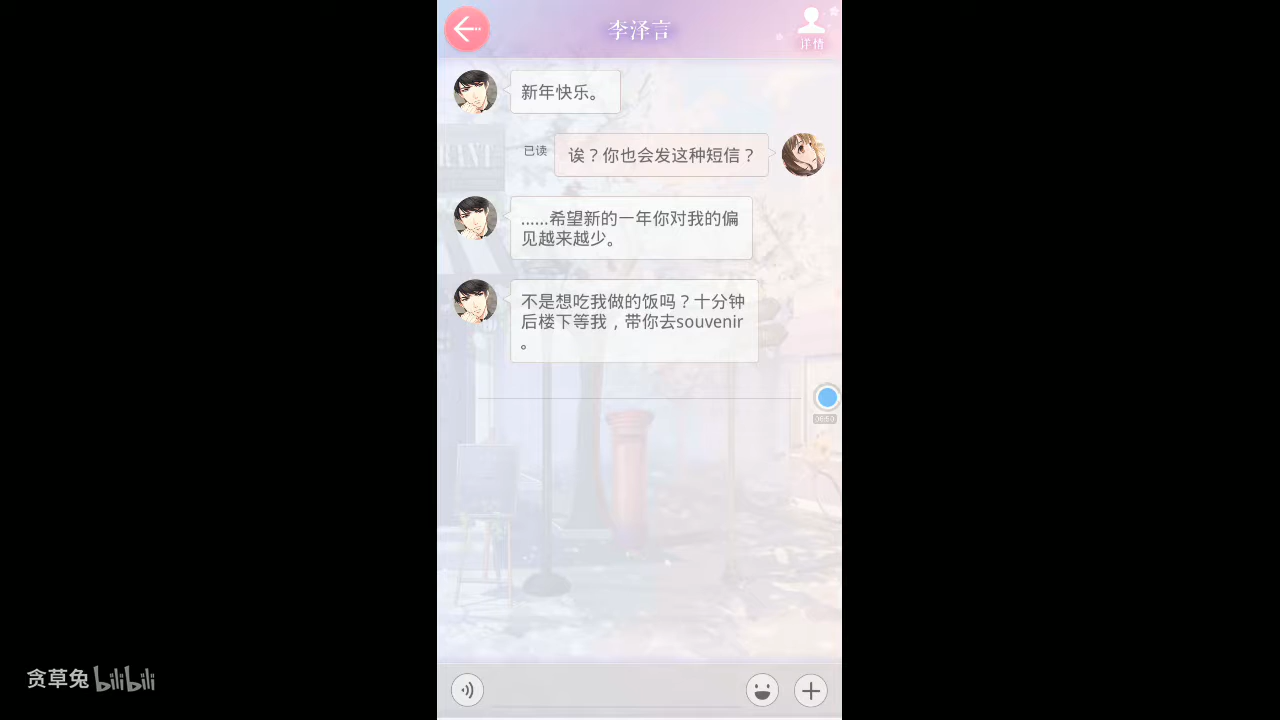 李泽言
详情
新年快乐。
已读
诶？你也会发这种短信？
......希望新的一年你对我的偏
见越来越少。
不是想吃我做的饭吗？十分钟
后楼下等我，带你去souvenir
。
贪草兔 bilibili